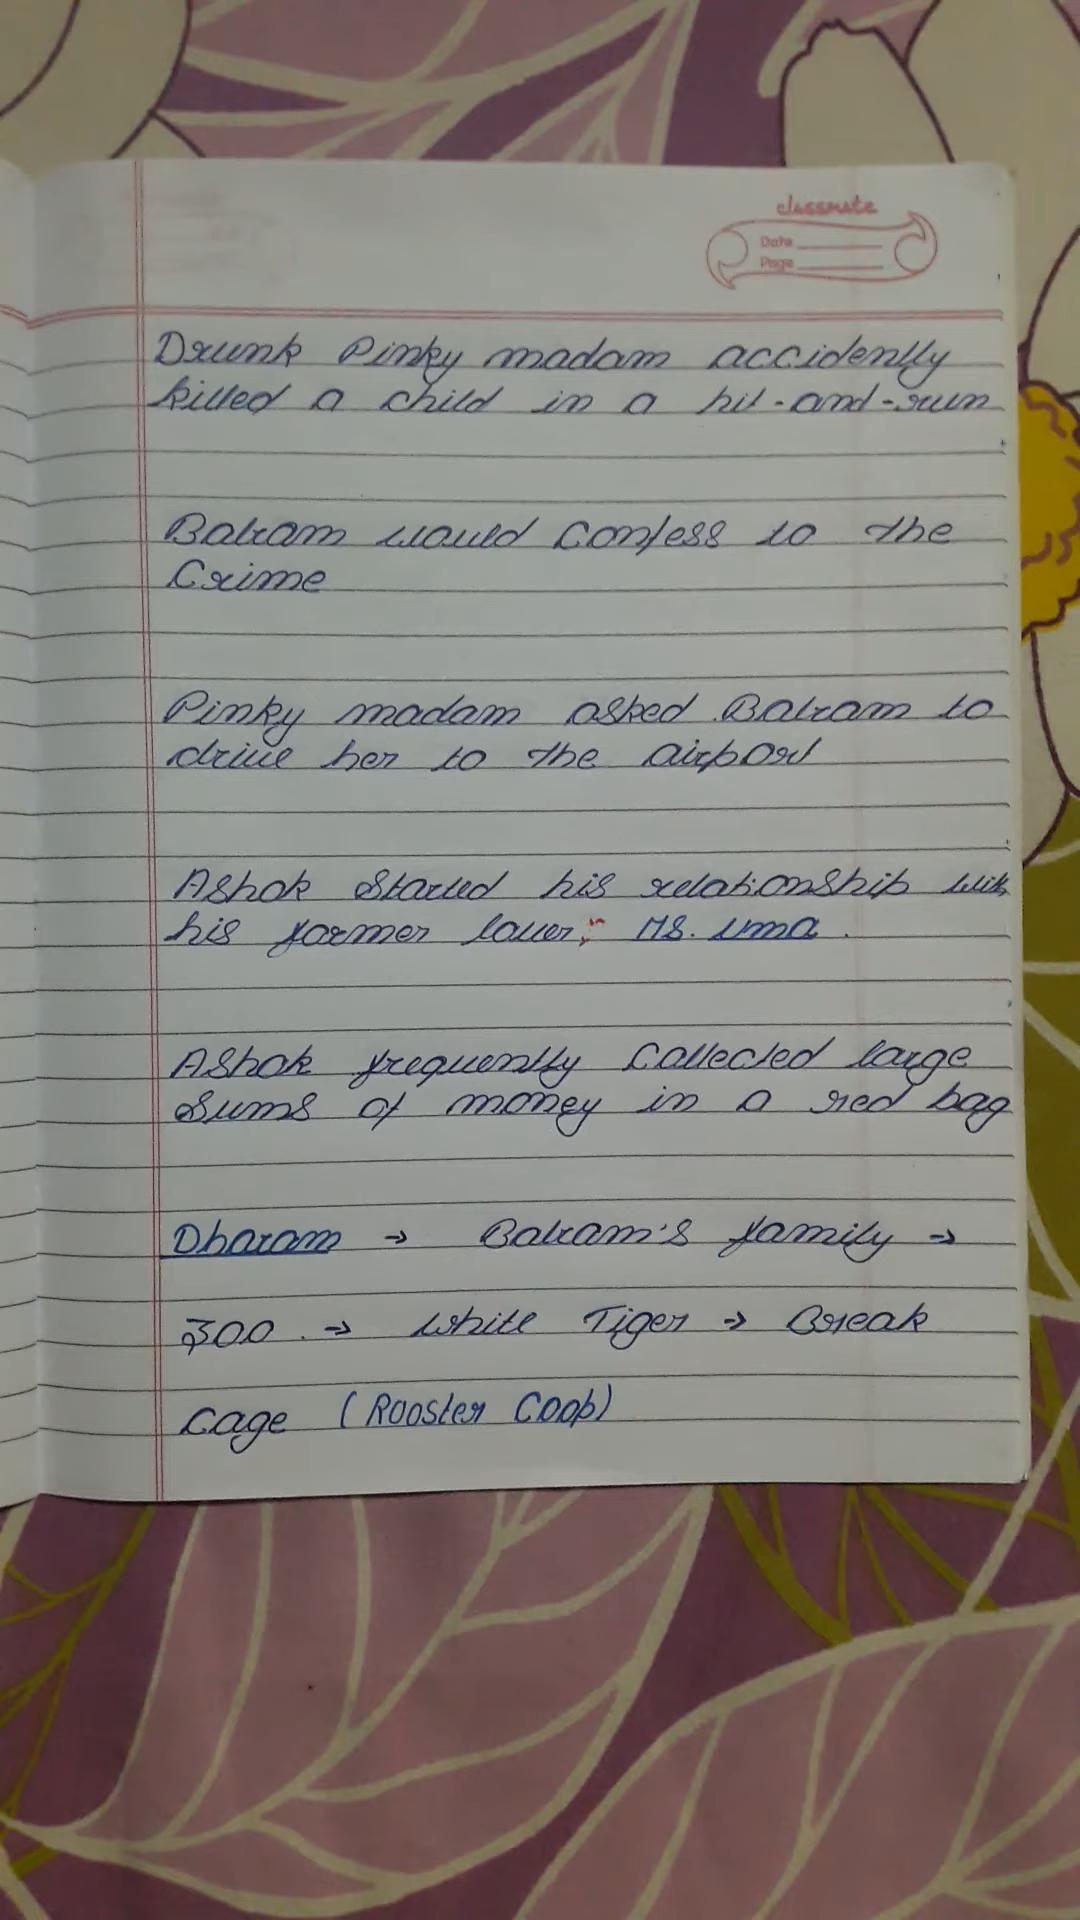 classmate
Date
Page
Drunk Pinky madam accidently
killed a child in a hit-and-run
Balram would confess to the
Crime
Pinky madam asked Balram to
drive her to the airport
Ashok started his relationship with
his former lover; Ms. Uma.
Ashok frequently collected large
sums of money in a red bag
Dharam → Balram's family →
Zoo → White Tiger → Break
Cage (Rooster Coop)